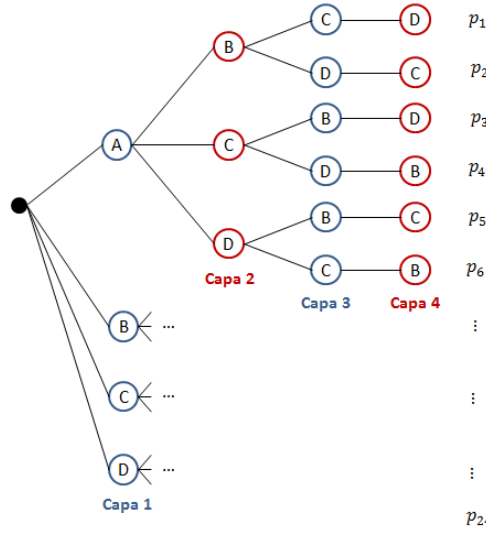 C D p₁
B
D C p₂
B D p₃
A C
D B p₄
B C p₅
D
C B p₆
Capa 2 Capa 3 Capa 4
B ... ⋮
C ... ⋮
D ... ⋮
Capa 1